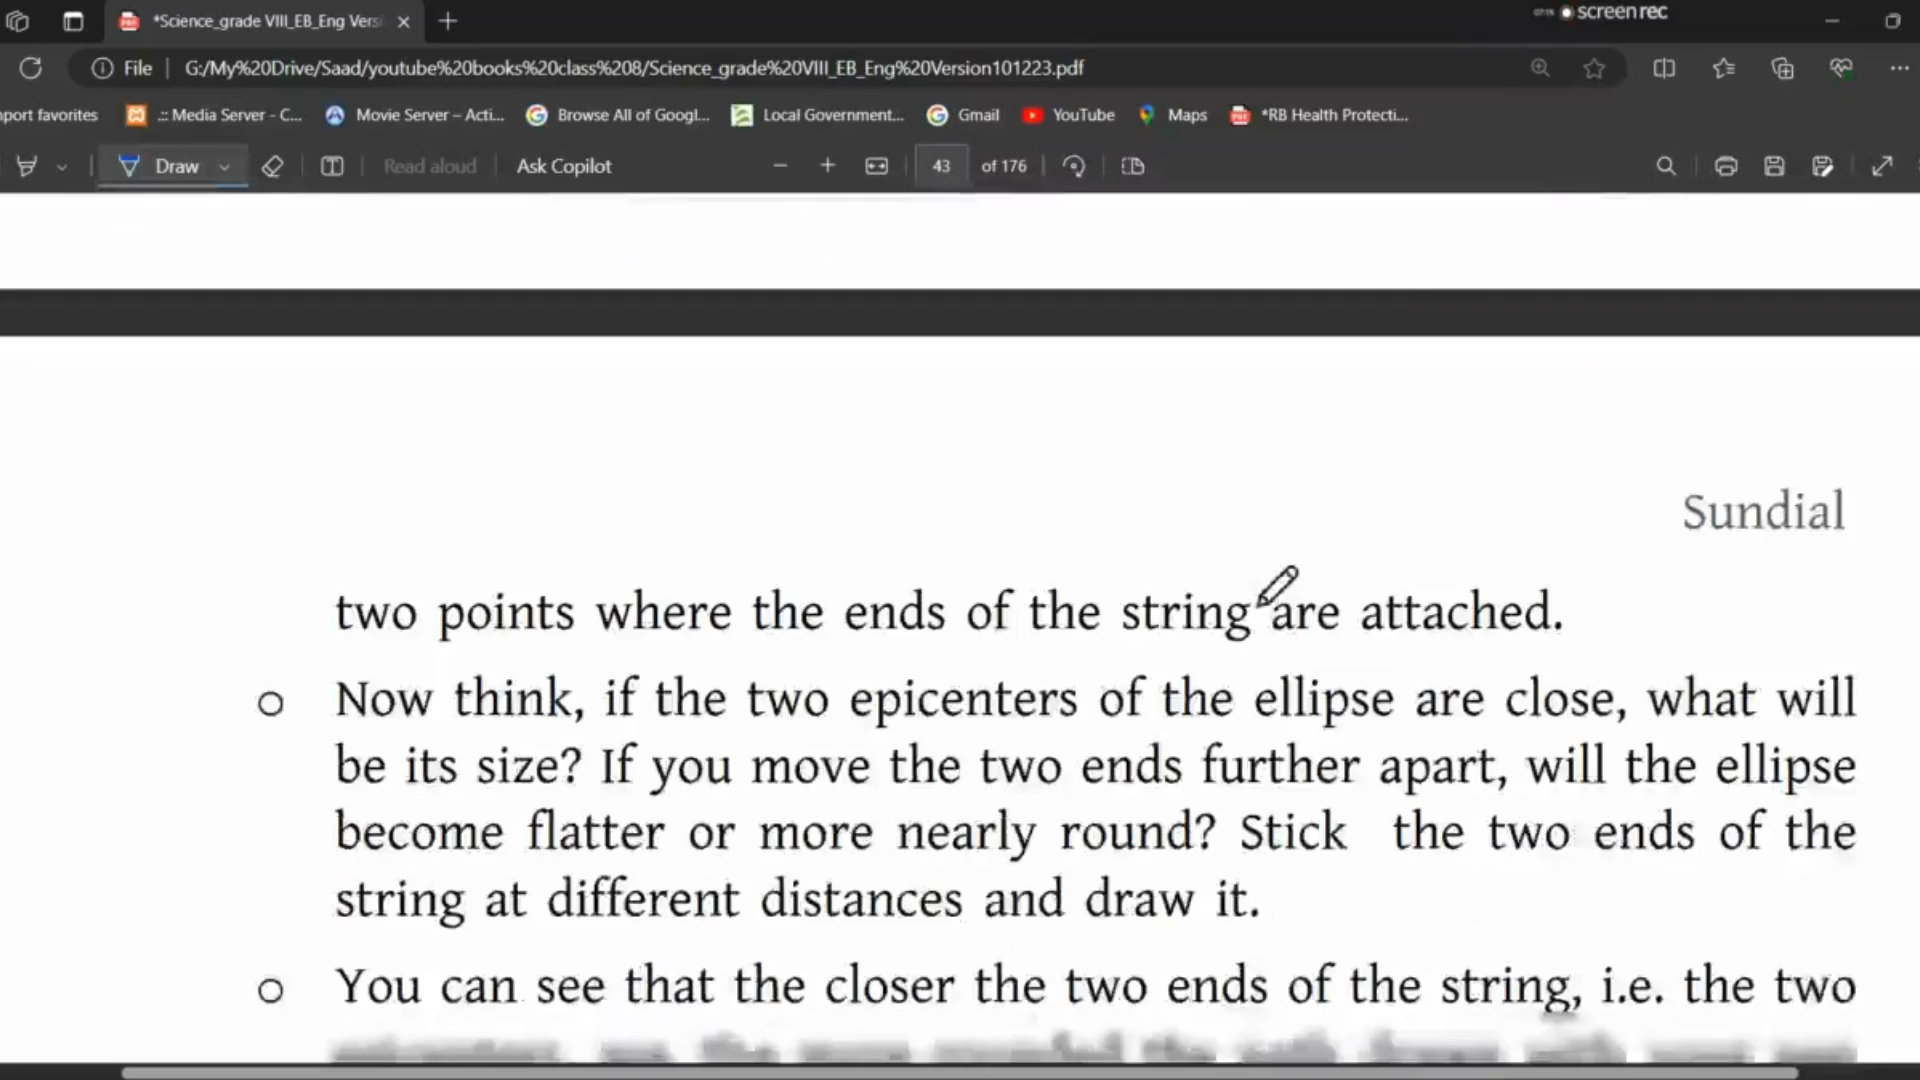 *Science_grade VIII_EB_Eng Versi
screenrec
File
G:/My%20Drive/Saad/youtube%20books%20class%208/Science_grade%20VIII_EB_Eng%20Version101223.pdf
port favorites
.:: Media Server - C...
Movie Server – Acti...
Browse All of Googl...
Local Government...
Gmail
YouTube
Maps
*RB Health Protecti...
Draw
Read aloud
Ask Copilot
43
of 176
Sundial
two points where the ends of the string are attached.
Now think, if the two epicenters of the ellipse are close, what will
be its size? If you move the two ends further apart, will the ellipse
become flatter or more nearly round? Stick the two ends of the
string at different distances and draw it.
You can see that the closer the two ends of the string, i.e. the two